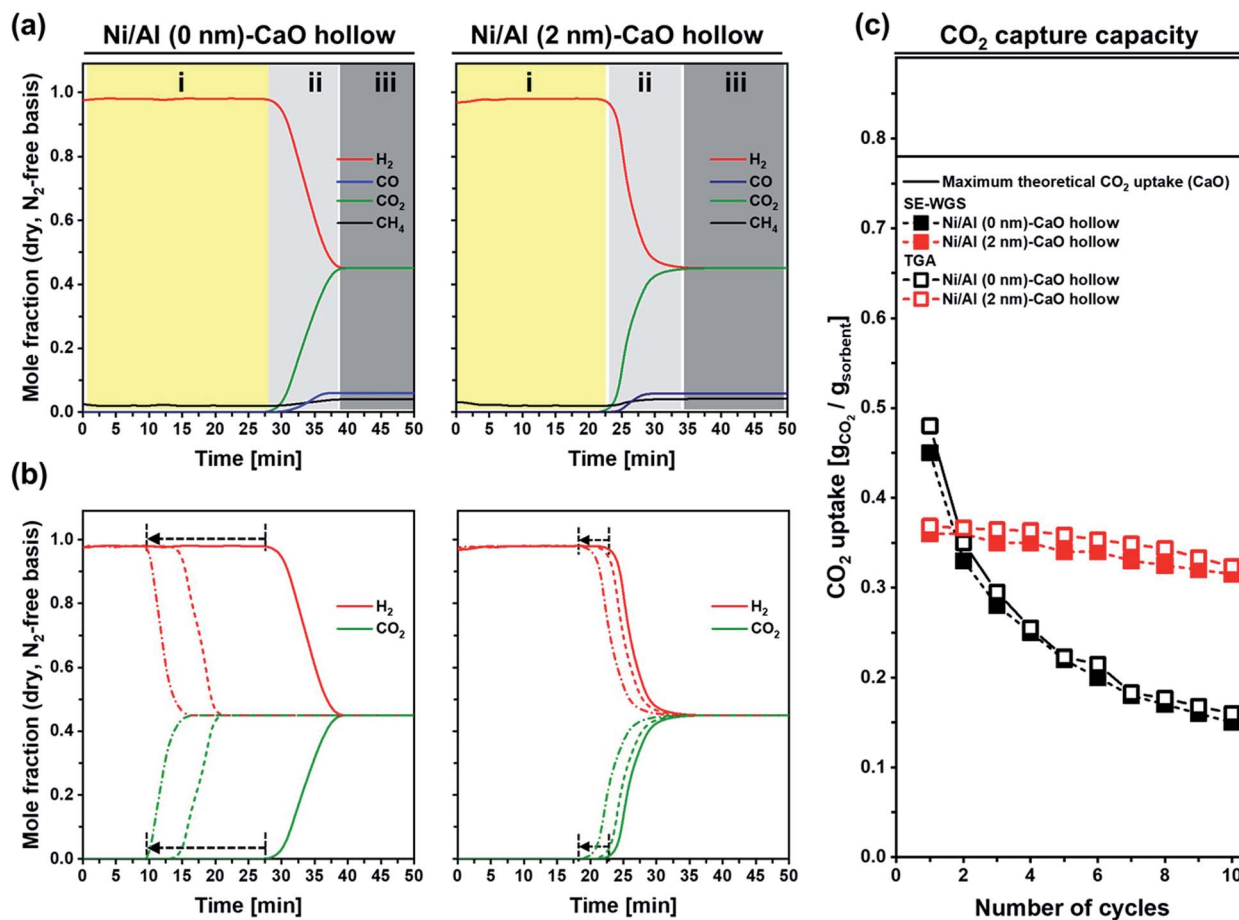 (a)
Ni/Al (0 nm)-CaO hollow
Mole fraction (dry, N₂-free basis)
1.0
0.8
0.6
0.4
0.2
0.0
i
ii
iii
H₂
CO
CO₂
CH₄
0 5 10 15 20 25 30 35 40 45 50
Time [min]
Ni/Al (2 nm)-CaO hollow
i
ii
iii
H₂
CO
CO₂
CH₄
0 5 10 15 20 25 30 35 40 45 50
Time [min]
(b)
Mole fraction (dry, N₂-free basis)
1.0
0.8
0.6
0.4
0.2
0.0
H₂
CO₂
0 5 10 15 20 25 30 35 40 45 50
Time [min]
H₂
CO₂
0 5 10 15 20 25 30 35 40 45 50
Time [min]
(c)
CO₂ capture capacity
CO₂ uptake [gCO₂ / gsorbent]
0.8
0.7
0.6
0.5
0.4
0.3
0.2
0.1
0.0
Maximum theoretical CO₂ uptake (CaO)
SE-WGS
Ni/Al (0 nm)-CaO hollow
Ni/Al (2 nm)-CaO hollow
TGA
Ni/Al (0 nm)-CaO hollow
Ni/Al (2 nm)-CaO hollow
2 4 6 8 10
Number of cycles